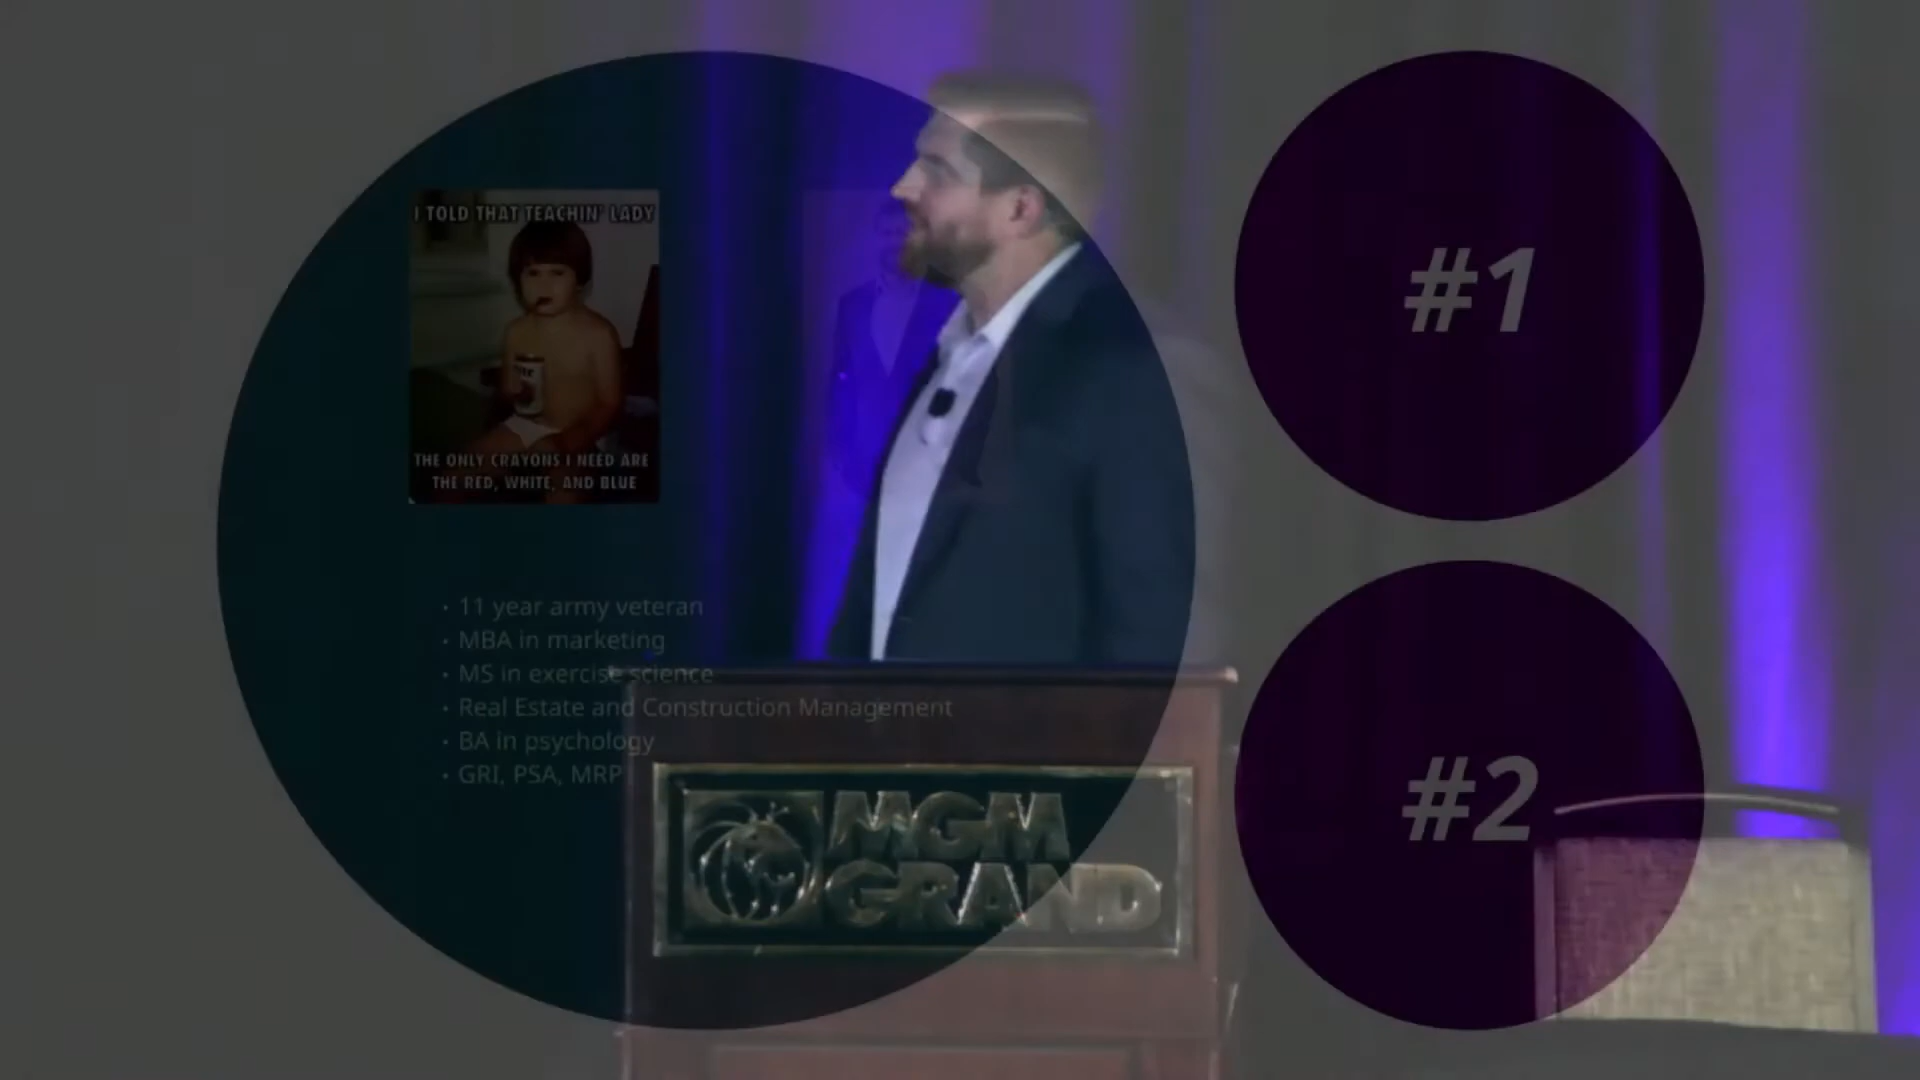 I TOLD THAT TEACHIN' LADY
THE ONLY CRAYONS I NEED ARE
THE RED, WHITE, AND BLUE
• 11 year army veteran
• MBA in marketing
• MS in exercise science
• Real Estate and Construction Management
• BA in psychology
• GRI, PSA, MRP
MGM
GRAND
#1
#2